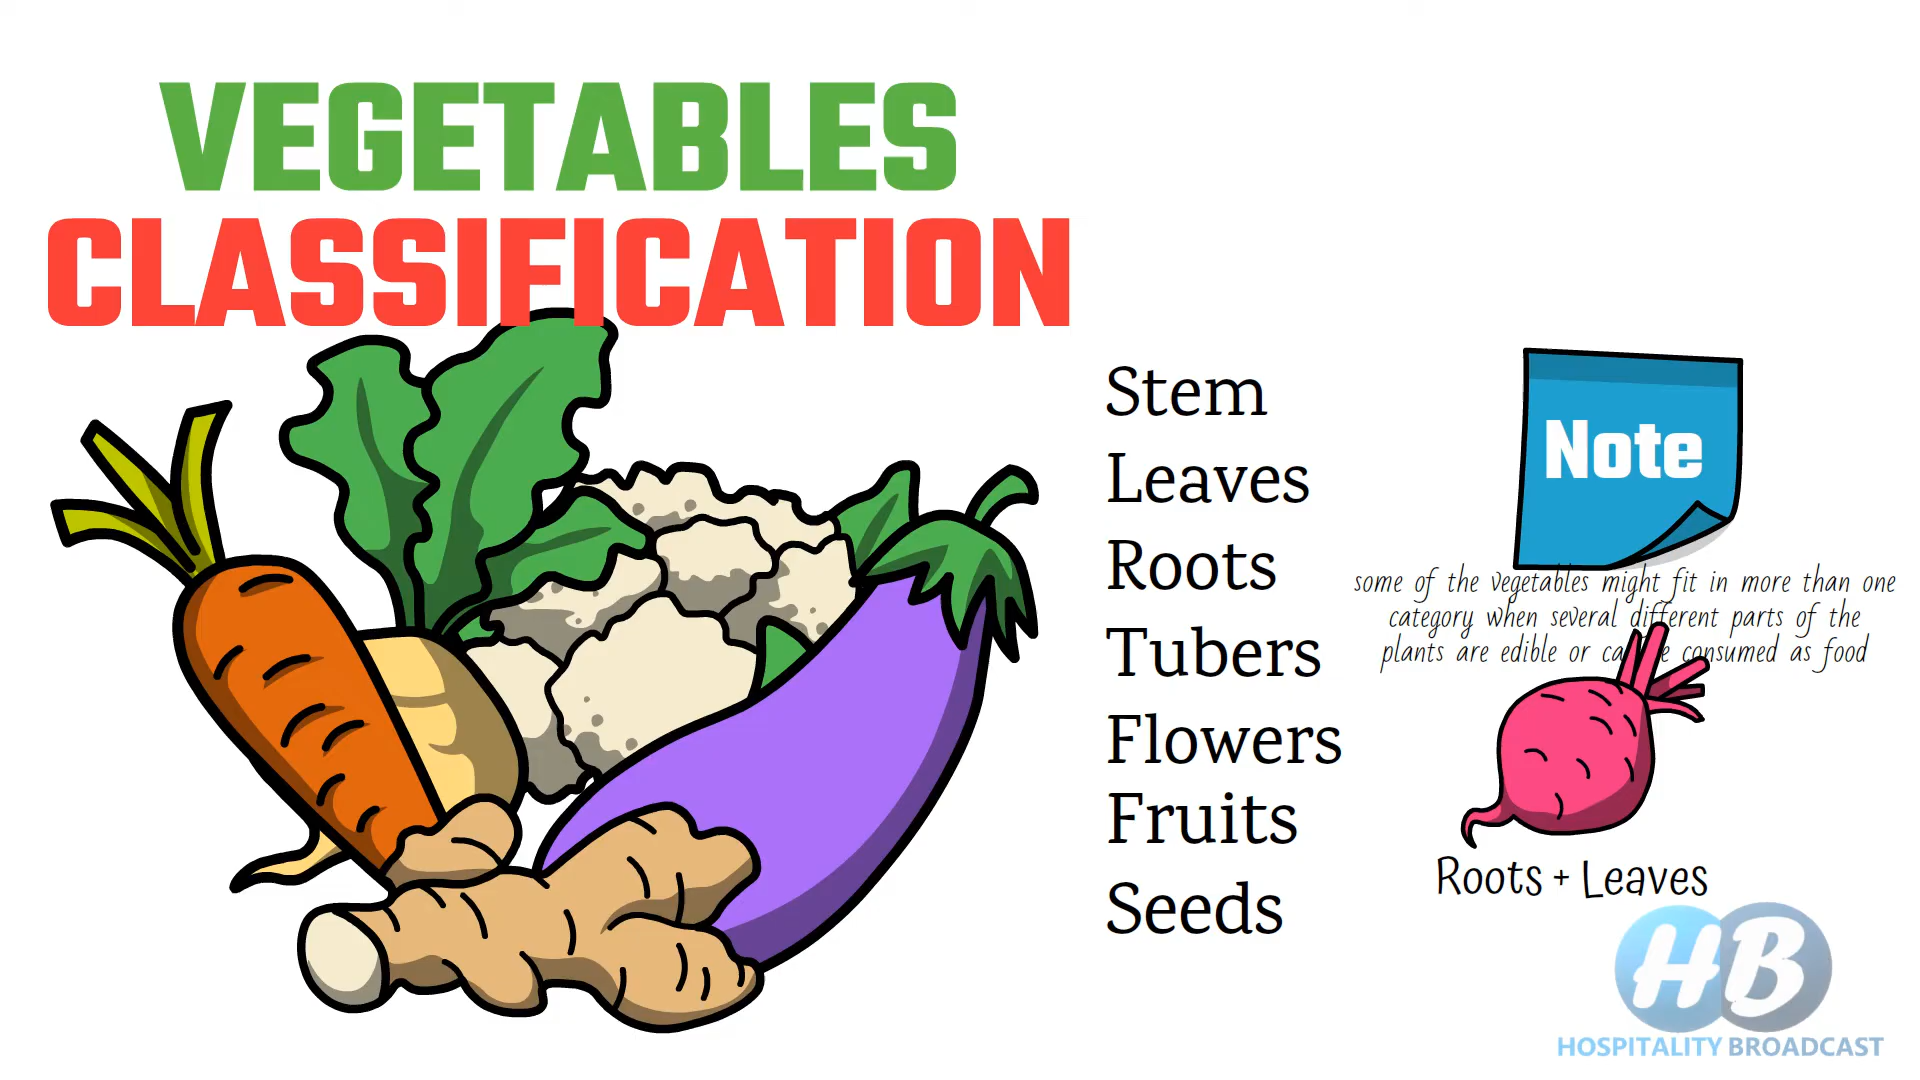 VEGETABLES
CLASSIFICATION
Stem
Leaves
Roots
Tubers
Flowers
Fruits
Seeds
Note
some of the vegetables might fit in more than one
category when several different parts of the
plants are edible or can be consumed as food
Roots + Leaves
HB
HOSPITALITY BROADCAST